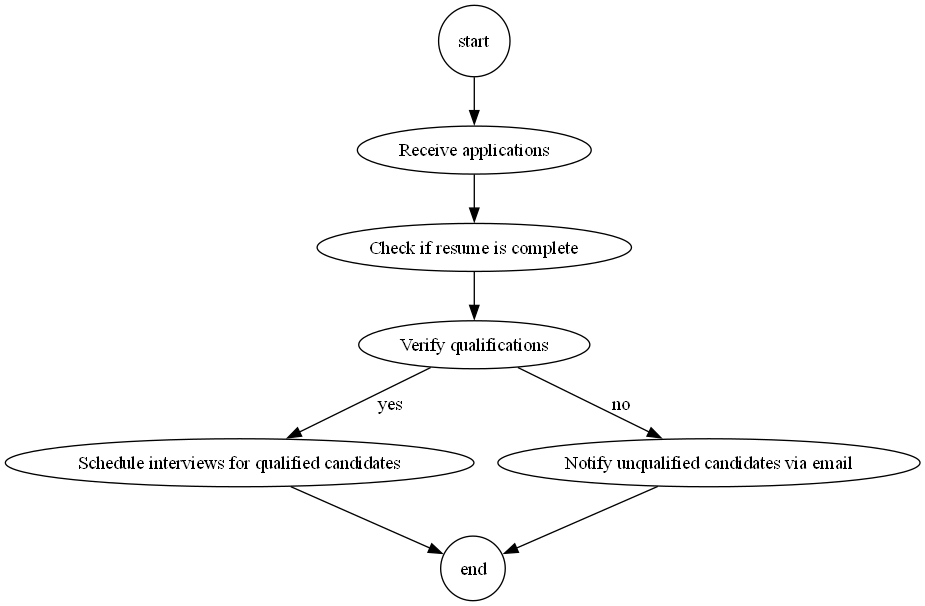 start
Receive applications
Check if resume is complete
Verify qualifications
yes
no
Schedule interviews for qualified candidates
Notify unqualified candidates via email
end